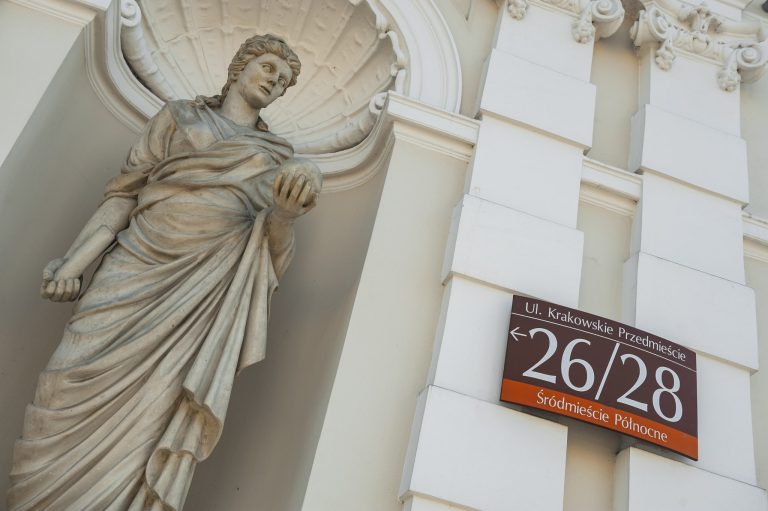 Ul. Krakowskie Przedmieście
← 26/28
Śródmieście Północne